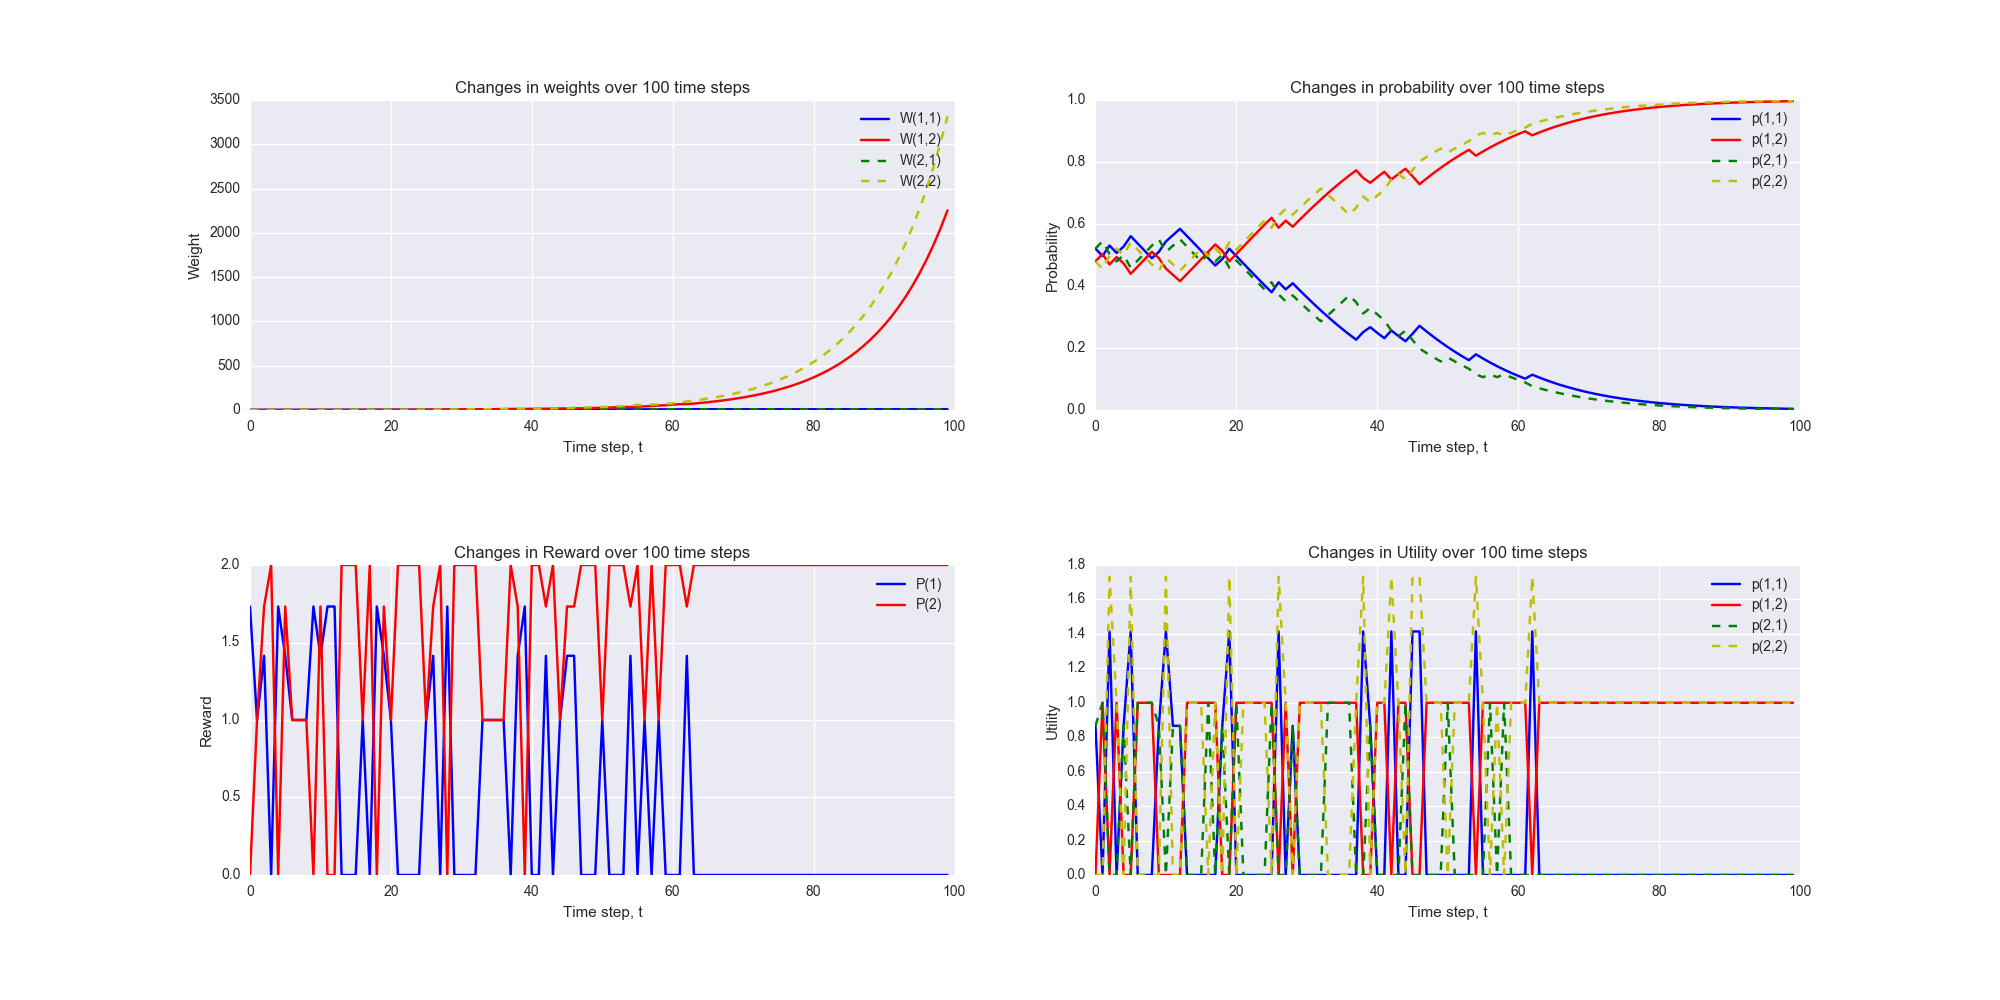 Changes in weights over 100 time steps
3500
3000
2500
2000
1500
1000
500
0
Weight
W(1,1)
W(1,2)
W(2,1)
W(2,2)
0 20 40 60 80 100
Time step, t
Changes in probability over 100 time steps
1.0
0.8
0.6
0.4
0.2
0.0
Probability
p(1,1)
p(1,2)
p(2,1)
p(2,2)
0 20 40 60 80 100
Time step, t
Changes in Reward over 100 time steps
2.0
1.5
1.0
0.5
0.0
Reward
P(1)
P(2)
0 20 40 60 80 100
Time step, t
Changes in Utility over 100 time steps
1.8
1.6
1.4
1.2
1.0
0.8
0.6
0.4
0.2
0.0
Utility
p(1,1)
p(1,2)
p(2,1)
p(2,2)
0 20 40 60 80 100
Time step, t